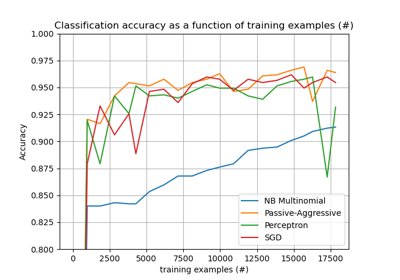 Classification accuracy as a function of training examples (#)
1.000
0.975
0.950
0.925
0.900
0.875
0.850
0.825
0.800
Accuracy
NB Multinomial
Passive-Aggressive
Perceptron
SGD
0 2500 5000 7500 10000 12500 15000 17500
training examples (#)